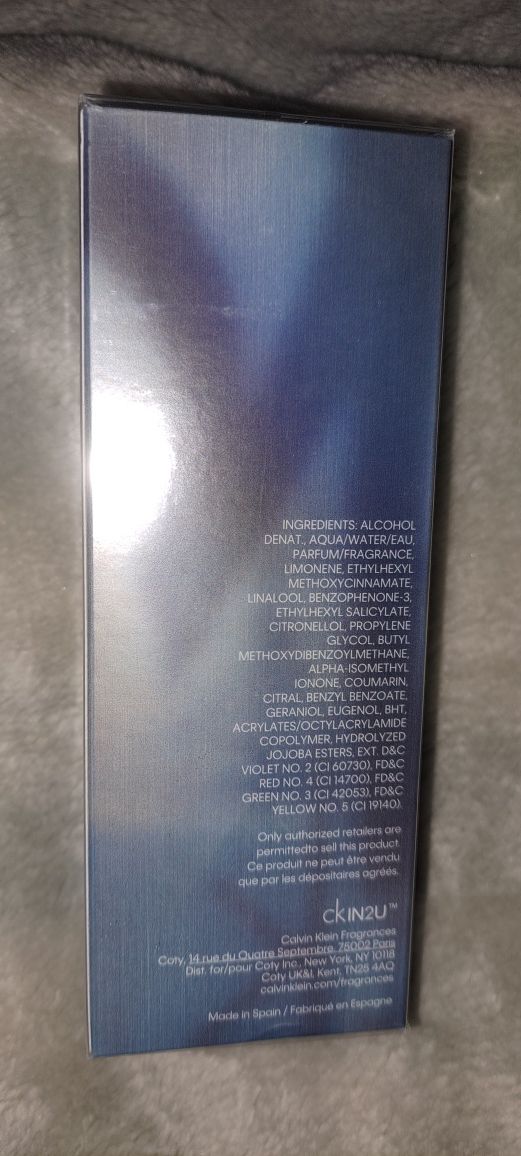 INGREDIENTS: ALCOHOL
DENAT., AQUA/WATER/EAU,
PARFUM/FRAGRANCE,
LIMONENE, ETHYLHEXYL
METHOXYCINNAMATE,
LINALOOL, BENZOPHENONE-3,
ETHYLHEXYL SALICYLATE,
CITRONELLOL, PROPYLENE
GLYCOL, BUTYL
METHOXYDIBENZOYLMETHANE,
ALPHA-ISOMETHYL
IONONE, COUMARIN,
CITRAL, BENZYL BENZOATE,
GERANIOL, EUGENOL, BHT,
ACRYLATES/OCTYLACRYLAMIDE
COPOLYMER, HYDROLYZED
JOJOBA ESTERS, EXT. D&C
VIOLET NO. 2 (CI 60730), FD&C
RED NO. 4 (CI 14700), FD&C
GREEN NO. 3 (CI 42053), FD&C
YELLOW NO. 5 (CI 19140).
Only authorized retailers are
permittedto sell this product.
Ce produit ne peut être vendu
que par les dépositaires agréés.
ckIN2U™
Calvin Klein Fragrances
Coty, 14 rue du Quatre Septembre, 75002 Paris
Dist. for/pour Coty Inc., New York, NY 10118
Coty UK&I, Kent, TN25 4AQ
calvinklein.com/fragrances
Made in Spain / Fabriqué en Espagne